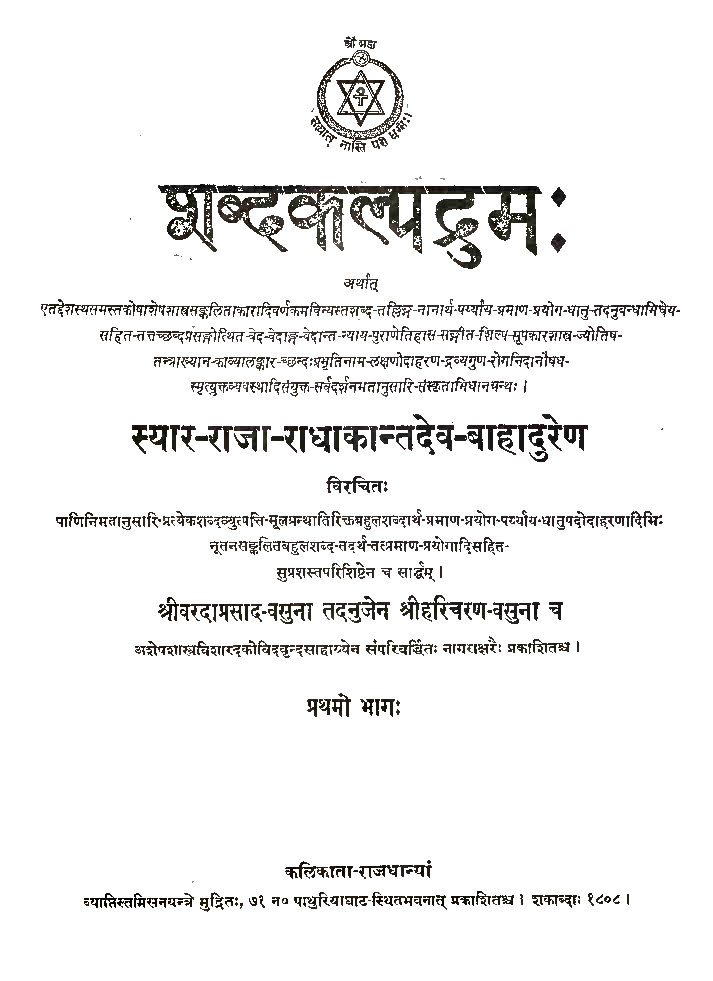 सत्यात् नास्ति परो धर्म्मः।
शब्दकल्पद्रुमः
अर्थात्
एतद्देशस्थसमस्तकोषाशेषशास्त्रसङ्कलिताकारादिवर्णक्रमविन्यस्तशब्द-तल्लिङ्ग-नानार्थ-पर्य्याय-प्रमाण-प्रयोग-धातु-तदनुबन्धाभिधेय-
सहित-तत्तच्छब्दप्रसङ्गोत्थित-वेद-वेदाङ्ग-वेदान्त-न्याय-पुराणेतिहास-सङ्गीत-शिल्प-सूपकारशास्त्र-ज्योतिष-
तन्त्राख्यान-काव्यालङ्कार-च्छन्दःप्रभृतिनाम-लक्षणोदाहरण-द्रव्यगुण-रोगनिदानौषध-
स्मृत्युक्तव्यवस्थादिसंयुक्त-सर्वदर्शनमतानुसारि-संस्कृताभिधानग्रन्थः।
स्यार-राजा-राधाकान्तदेव-बाहादुरेण
विरचितः
पाणिनिमतानुसारि-प्रत्येकशब्दव्युत्पत्ति-मूलग्रन्थातिरिक्तबहुलशब्दार्थ-प्रमाण-प्रयोग-पर्य्याय-धातुपदोदाहरणादिभिः
नूतनसङ्कलितबहुलशब्द-तदर्थ-तत्प्रमाण-प्रयोगादिसहित-
सुप्रशस्तपरिशिष्टेन च सार्द्धम्।
श्रीवरदाप्रसाद-वसुना तदनुजेन श्रीहरिचरण-वसुना च
अशेषशास्त्रविशारदकोविदवृन्दसाहाय्येन संपरिवर्द्धितः नागराक्षरैः प्रकाशितश्च।
प्रथमो भागः
कलिकाता-राजधान्यां
व्याप्तिस्तमिसनयन्त्रे मुद्रितः, ७१ न० पाथुरियाघाट-स्थितभवनात् प्रकाशितश्च। शकाब्दाः १८०८।